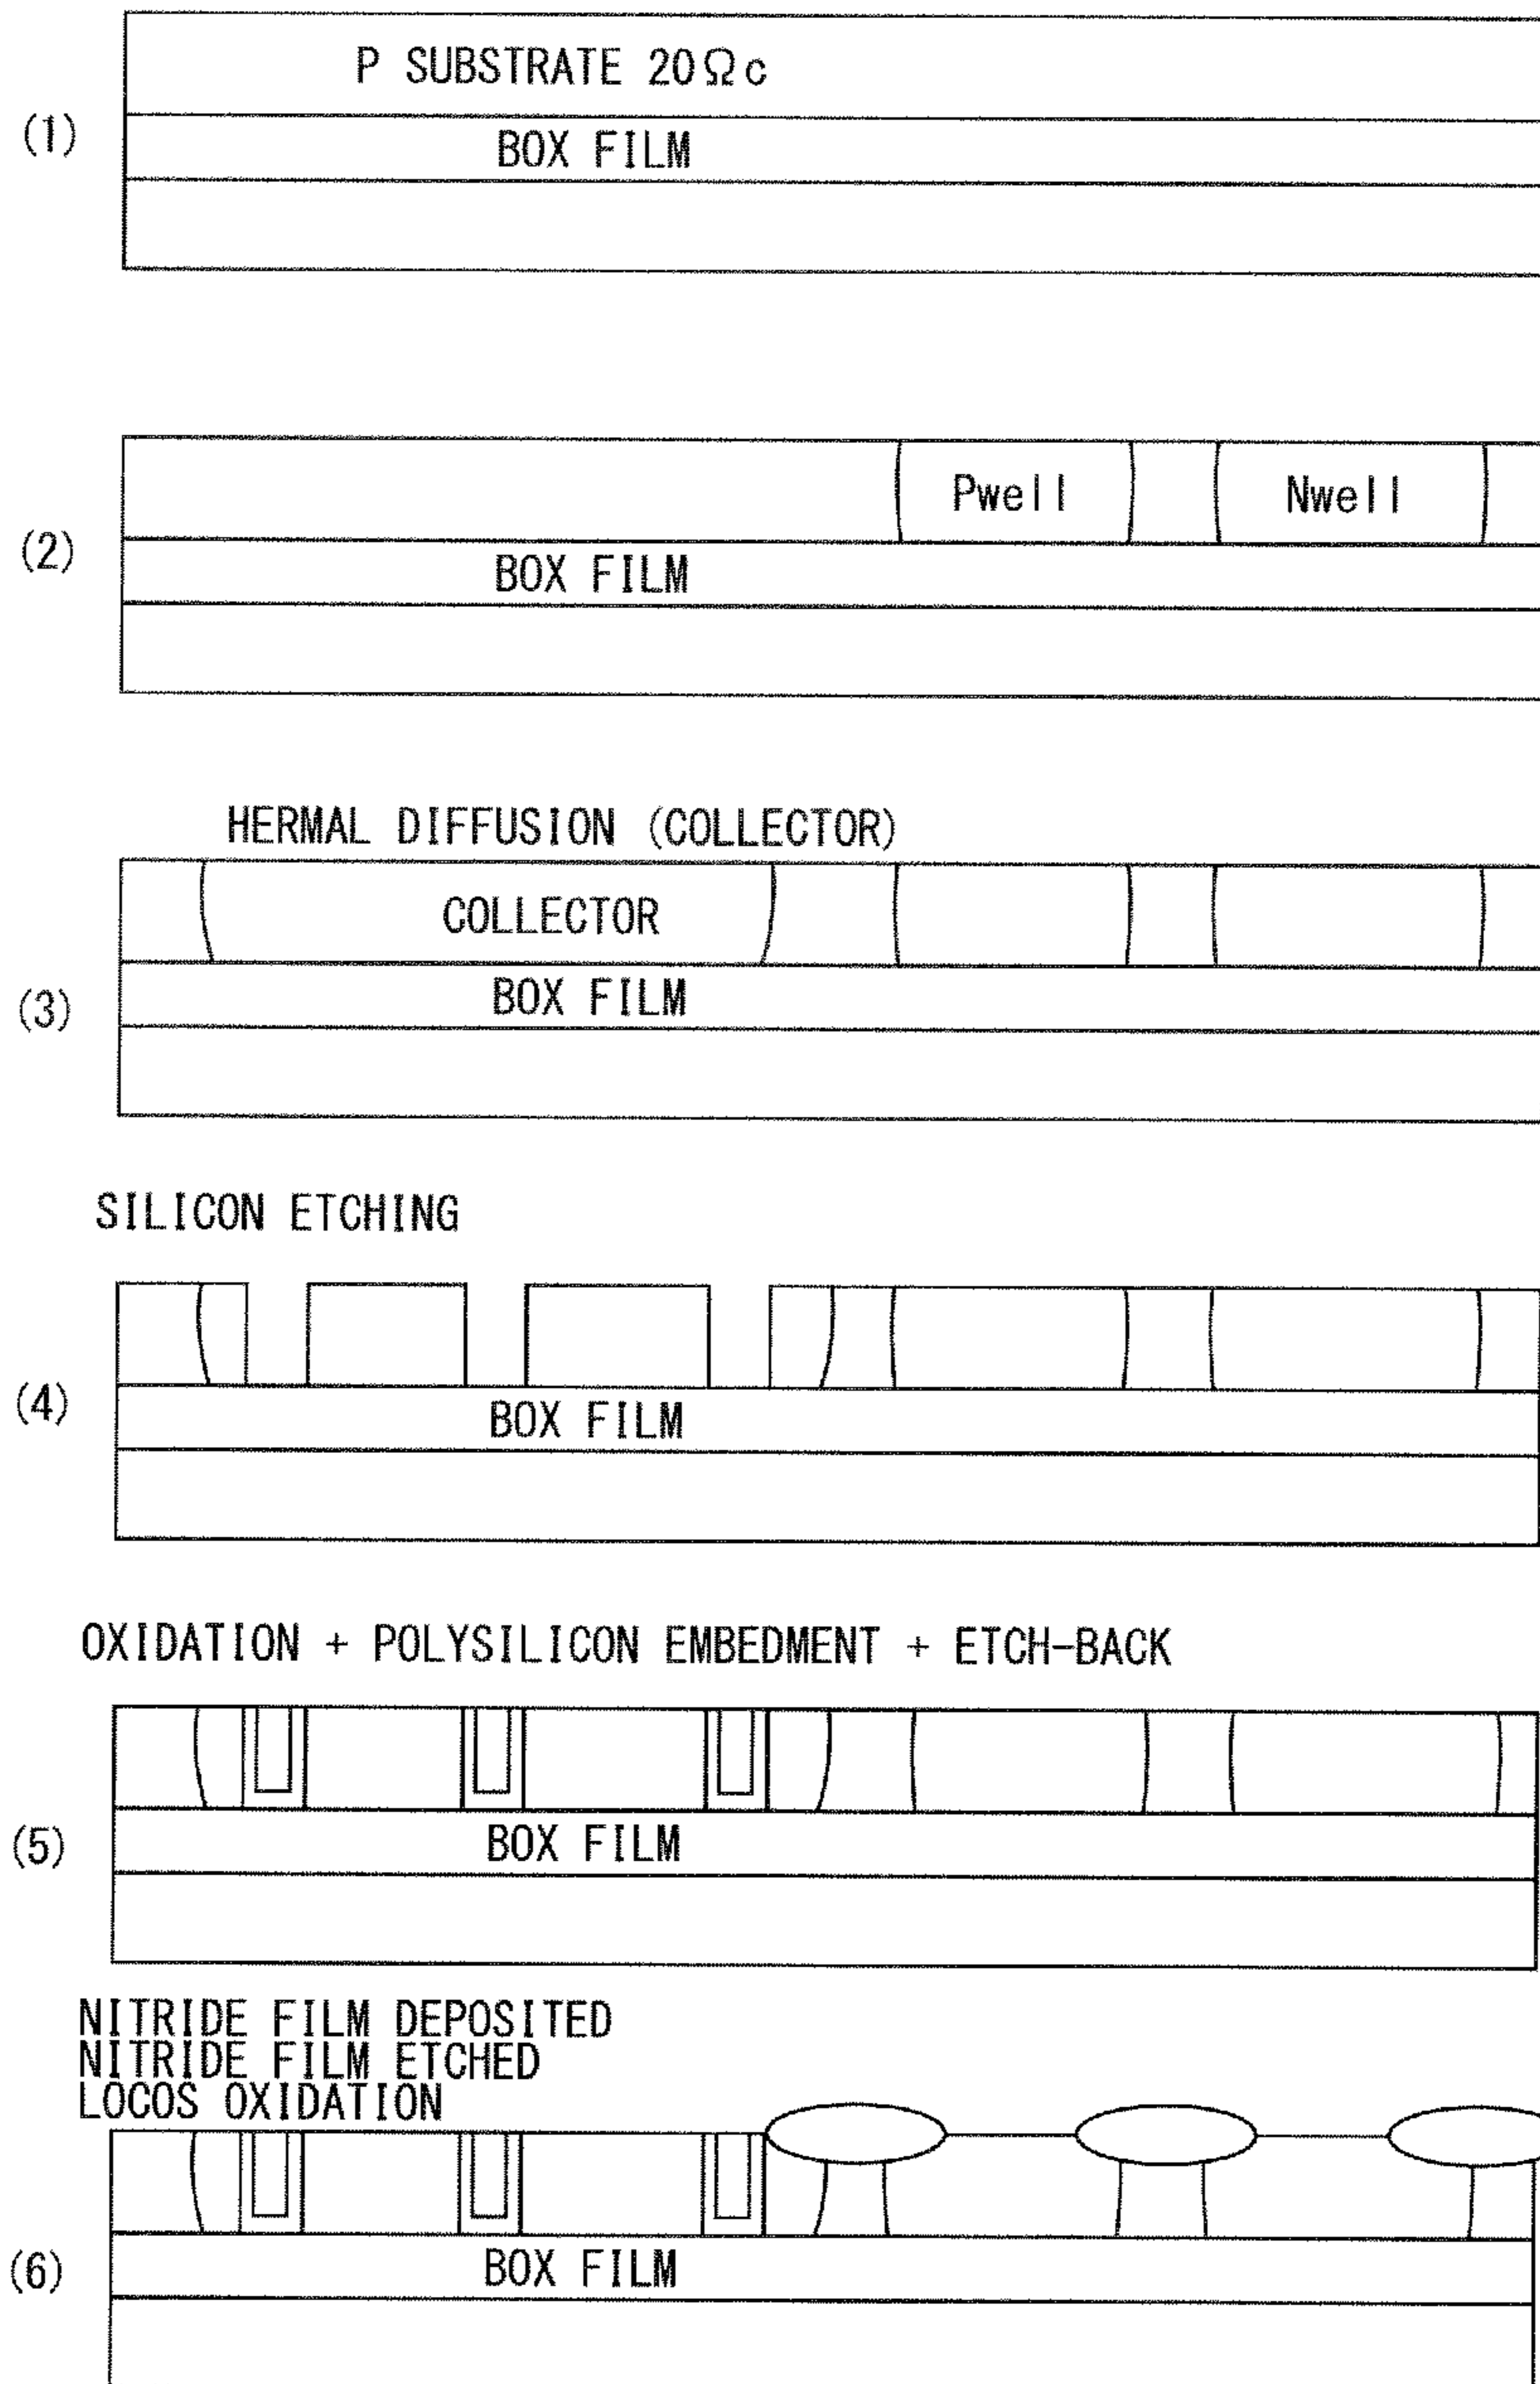 P SUBSTRATE 20Ωc
(1)
BOX FILM
Pwell
Nwell
(2)
BOX FILM
HERMAL DIFFUSION (COLLECTOR)
COLLECTOR
(3)
BOX FILM
SILICON ETCHING
(4)
BOX FILM
OXIDATION + POLYSILICON EMBEDMENT + ETCH-BACK
(5)
BOX FILM
NITRIDE FILM DEPOSITED
NITRIDE FILM ETCHED
LOCOS OXIDATION
(6)
BOX FILM